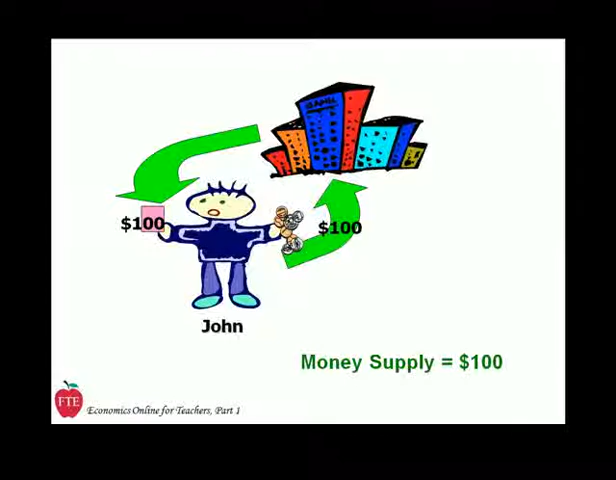 $100
$100
John
Money Supply = $100
FTE
Economics Online for Teachers, Part 1